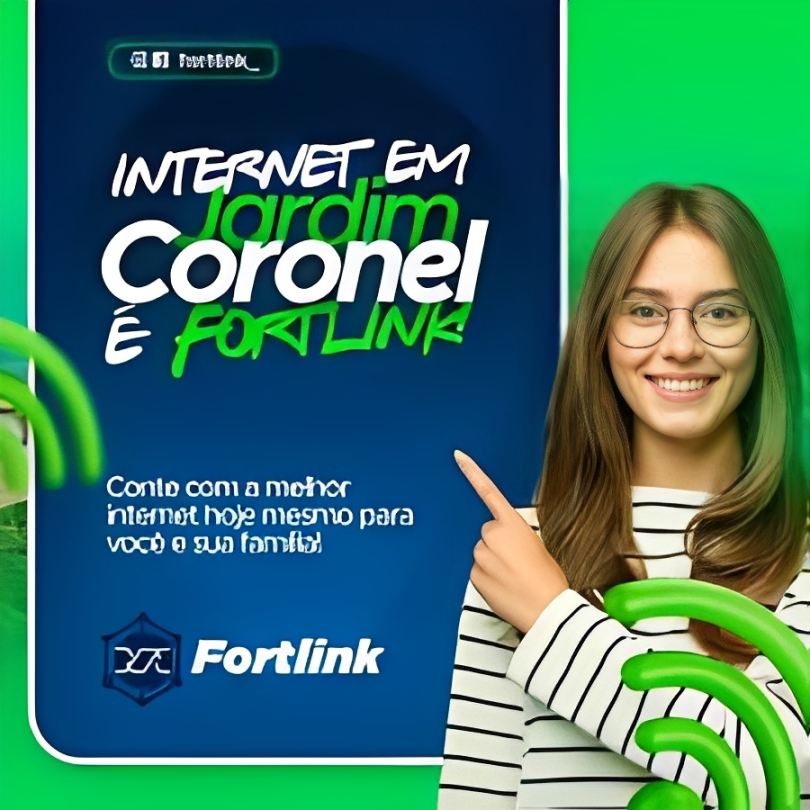 INTERNET EM
Jardim
Coronel
É FORTLINK!
Conte com a melhor
internet hoje mesmo para
você e sua família!
Fortlink